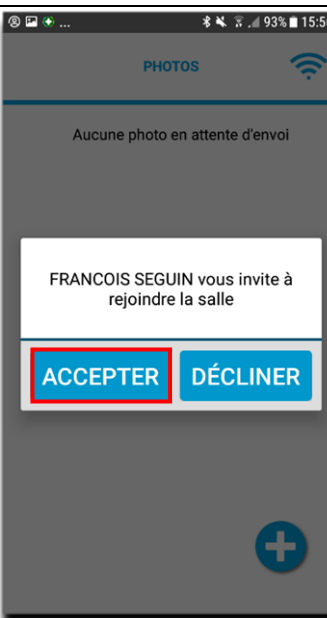 ... 93% 15:5
PHOTOS
Aucune photo en attente d'envoi
FRANCOIS SEGUIN vous invite à
rejoindre la salle
ACCEPTER DÉCLINER